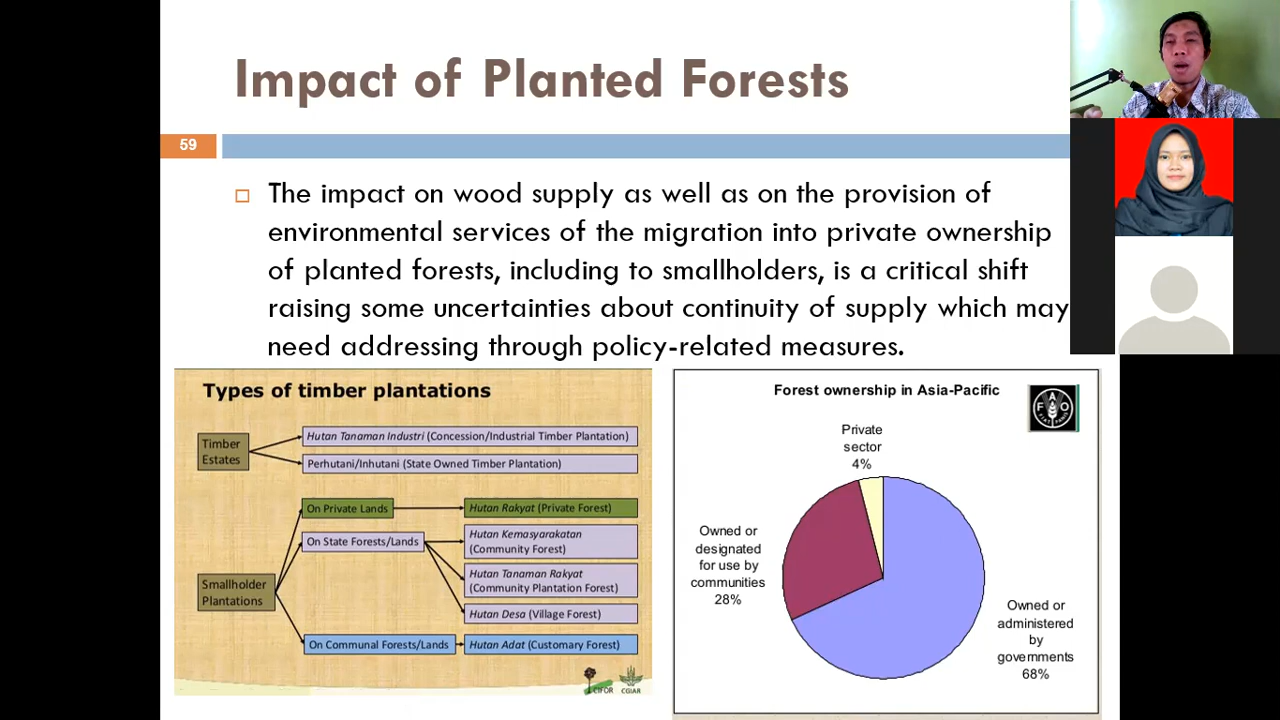 Impact of Planted Forests
59
The impact on wood supply as well as on the provision of
environmental services of the migration into private ownership
of planted forests, including to smallholders, is a critical shift
raising some uncertainties about continuity of supply which may
need addressing through policy-related measures.
Types of timber plantations
Timber
Estates
Hutan Tanaman Industri (Concession/Industrial Timber Plantation)
Perhutani/Inhutani (State Owned Timber Plantation)
Smallholder
Plantations
On Private Lands
Hutan Rakyat (Private Forest)
On State Forests/Lands
Hutan Kemasyarakatan
(Community Forest)
Hutan Tanaman Rakyat
(Community Plantation Forest)
Hutan Desa (Village Forest)
On Communal Forests/Lands
Hutan Adat (Customary Forest)
CIFOR
CGIAR
Forest ownership in Asia-Pacific
FAO
FIAT PANIS
Private
sector
4%
Owned or
designated
for use by
communities
28%
Owned or
administered
by
governments
68%